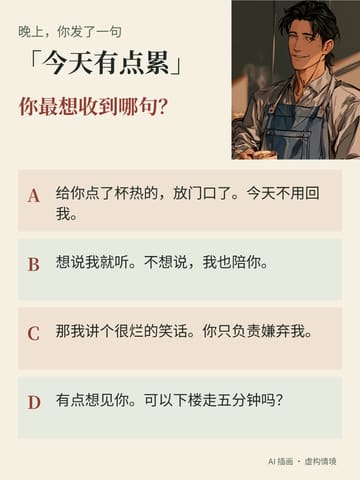 晚上，你发了一句
「今天有点累」
你最想收到哪句？
A 给你点了杯热的，放门口了。今天不用回
我。
B 想说我就听。不想说，我也陪你。
C 那我讲个很烂的笑话。你只负责嫌弃我。
D 有点想见你。可以下楼走五分钟吗？
AI 插画 · 虚构情境